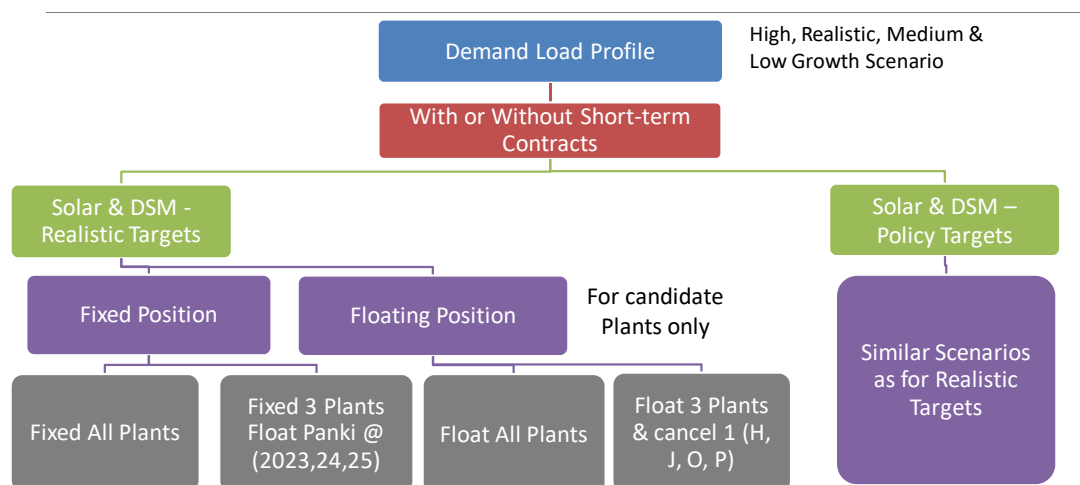 Demand Load Profile
High, Realistic, Medium &
Low Growth Scenario
With or Without Short-term
Contracts
Solar & DSM -
Realistic Targets
Solar & DSM –
Policy Targets
Fixed Position
Floating Position
For candidate
Plants only
Similar Scenarios
as for Realistic
Targets
Fixed All Plants
Fixed 3 Plants
Float Panki @
(2023,24,25)
Float All Plants
Float 3 Plants
& cancel 1 (H,
J, O, P)